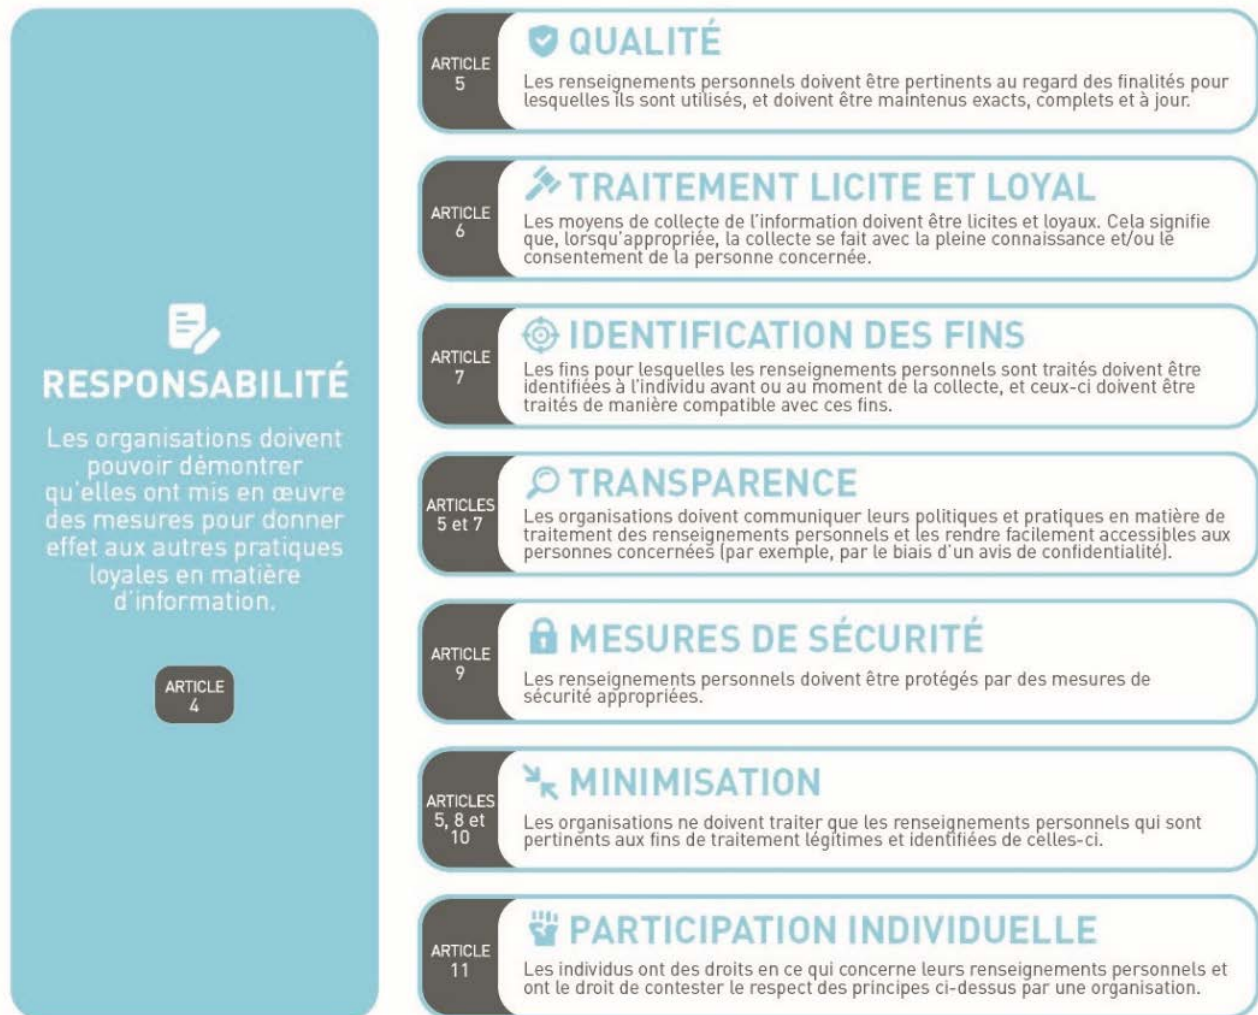 RESPONSABILITÉ
Les organisations doivent
pouvoir démontrer
qu'elles ont mis en œuvre
des mesures pour donner
effet aux autres pratiques
loyales en matière
d'information.
ARTICLE
4
ARTICLE
5
QUALITÉ
Les renseignements personnels doivent être pertinents au regard des finalités pour
lesquelles ils sont utilisés, et doivent être maintenus exacts, complets et à jour.
ARTICLE
6
TRAITEMENT LICITE ET LOYAL
Les moyens de collecte de l'information doivent être licites et loyaux. Cela signifie
que, lorsqu'appropriée, la collecte se fait avec la pleine connaissance et/ou le
consentement de la personne concernée.
ARTICLE
7
IDENTIFICATION DES FINS
Les fins pour lesquelles les renseignements personnels sont traités doivent être
identifiées à l'individu avant ou au moment de la collecte, et ceux-ci doivent être
traités de manière compatible avec ces fins.
ARTICLES
5 et 7
TRANSPARENCE
Les organisations doivent communiquer leurs politiques et pratiques en matière de
traitement des renseignements personnels et les rendre facilement accessibles aux
personnes concernées (par exemple, par le biais d'un avis de confidentialité).
ARTICLE
9
MESURES DE SÉCURITÉ
Les renseignements personnels doivent être protégés par des mesures de
sécurité appropriées.
ARTICLES
5, 8 et
10
MINIMISATION
Les organisations ne doivent traiter que les renseignements personnels qui sont
pertinents aux fins de traitement légitimes et identifiées de celles-ci.
ARTICLE
11
PARTICIPATION INDIVIDUELLE
Les individus ont des droits en ce qui concerne leurs renseignements personnels et
ont le droit de contester le respect des principes ci-dessus par une organisation.